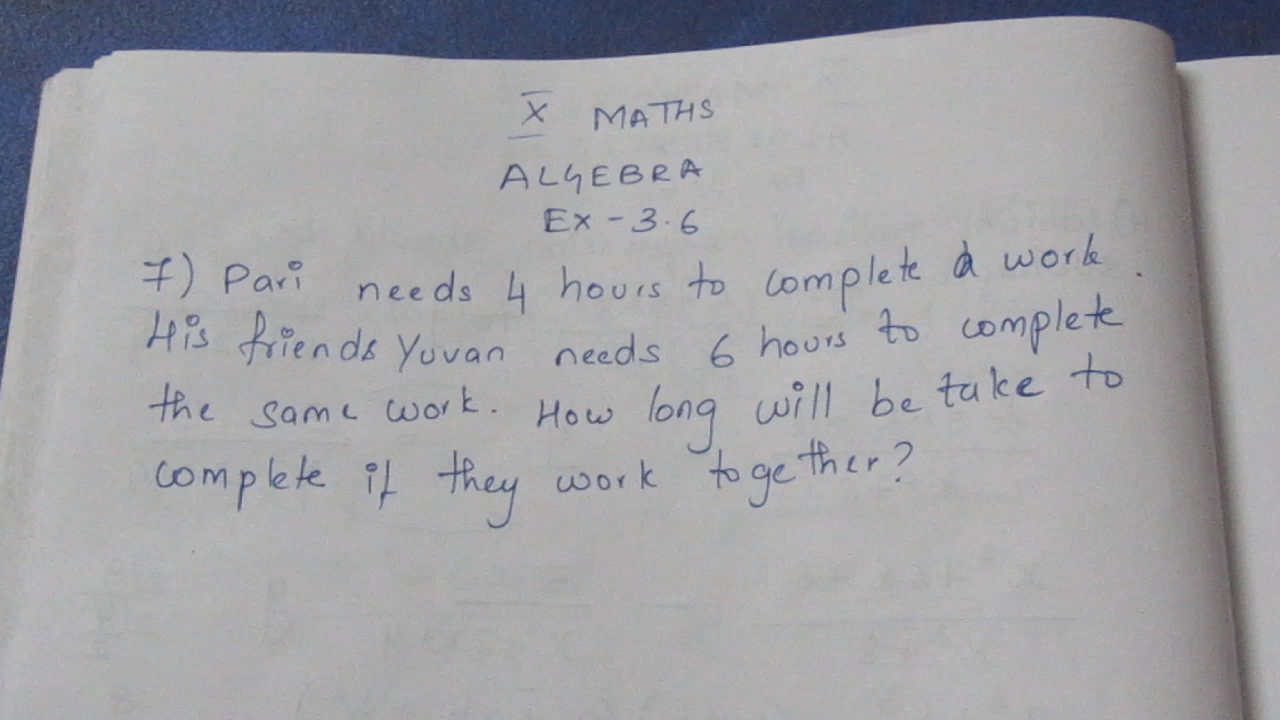 X MATHS
ALGEBRA
Ex - 3.6
7) Pari needs 4 hours to complete a work.
His friends Yuvan needs 6 hours to complete
the same work. How long will be take to
complete if they work together?